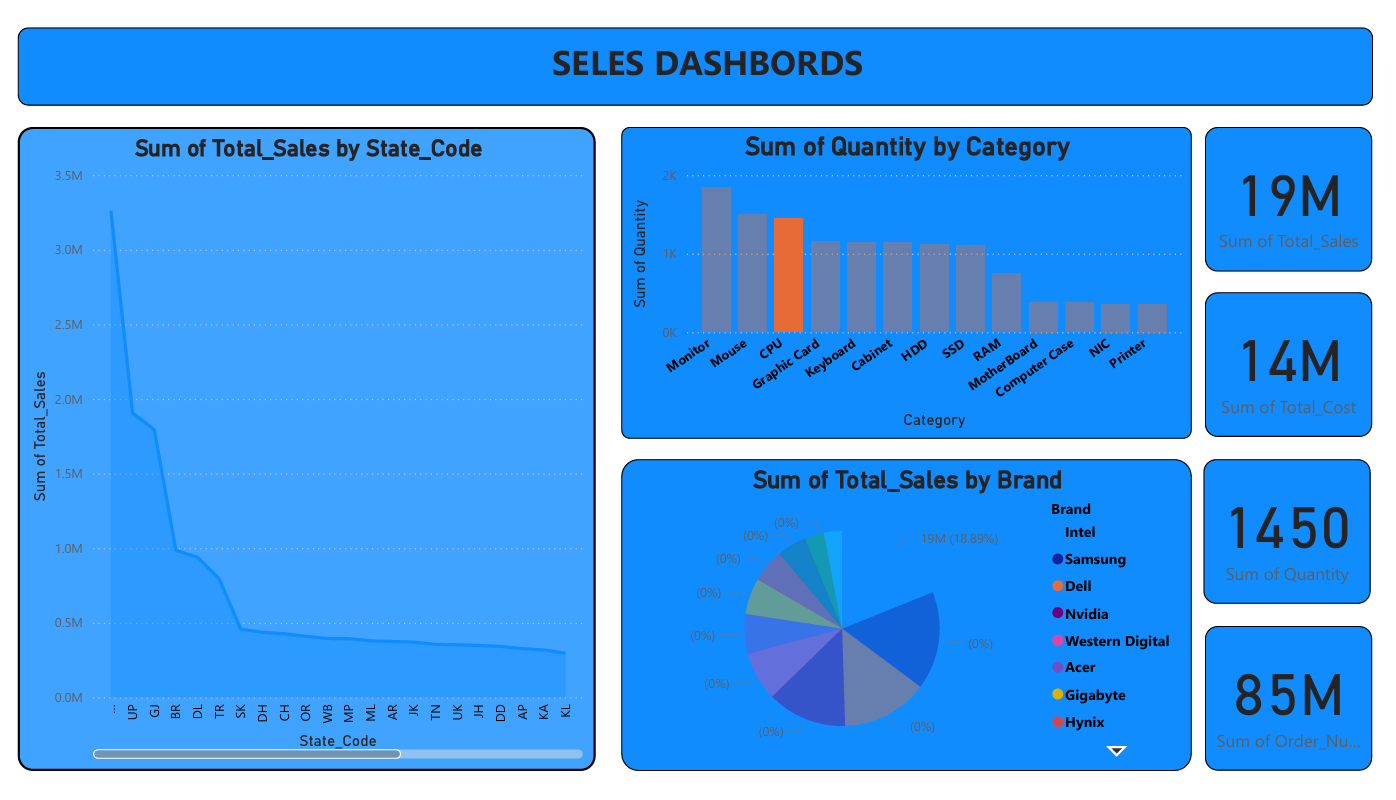 SELES DASHBORDS
Sum of Total_Sales by State_Code
3.5M
3.0M
2.5M
2.0M
1.5M
1.0M
0.5M
0.0M
Sum of Total_Sales
...
UP
GJ
BR
DL
TR
SK
DH
CH
OR
WB
MP
ML
AR
JK
TN
UK
JH
DD
AP
KA
KL
State_Code
Sum of Quantity by Category
2K
1K
0K
Sum of Quantity
Monitor
Mouse
CPU
Graphic Card
Keyboard
Cabinet
HDD
SSD
RAM
MotherBoard
Computer Case
NIC
Printer
Category
Sum of Total_Sales by Brand
19M (18.89%)
(0%)
(0%)
(0%)
(0%)
(0%)
(0%)
(0%)
(0%)
(0%)
Brand
Intel
Samsung
Dell
Nvidia
Western Digital
Acer
Gigabyte
Hynix
19M
Sum of Total_Sales
14M
Sum of Total_Cost
1450
Sum of Quantity
85M
Sum of Order_Nu...